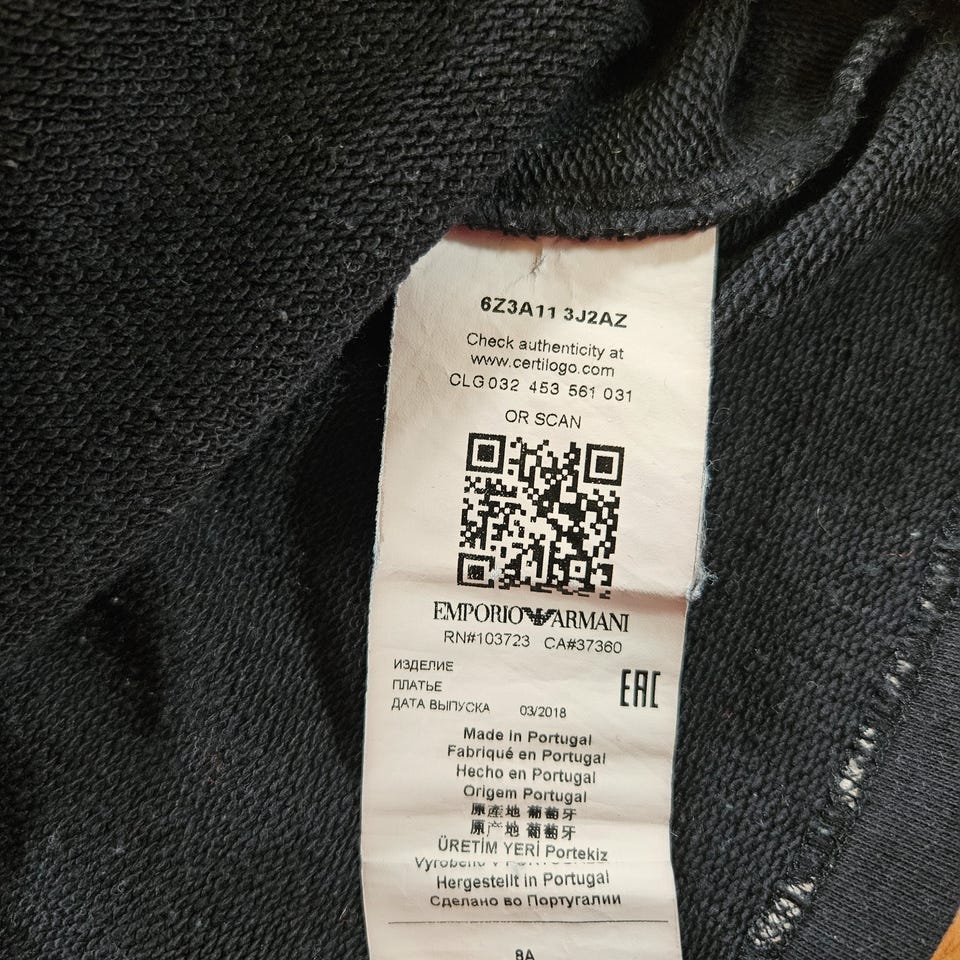 6Z3A11 3J2AZ
Check authenticity at
www.certilogo.com
CLG032 453 561 031
OR SCAN
EMPORIO ARMANI
RN#103723 CA#37360
ИЗДЕЛИЕ
ПЛАТЬЕ
EAC
ДАТА ВЫПУСКА 03/2018
Made in Portugal
Fabriqué en Portugal
Hecho en Portugal
Origem Portugal
原產地 葡萄牙
原产地 葡萄牙
ÜRETİM YERİ Portekiz
Hergestellt in Portugal
Сделано во Португалии
8A